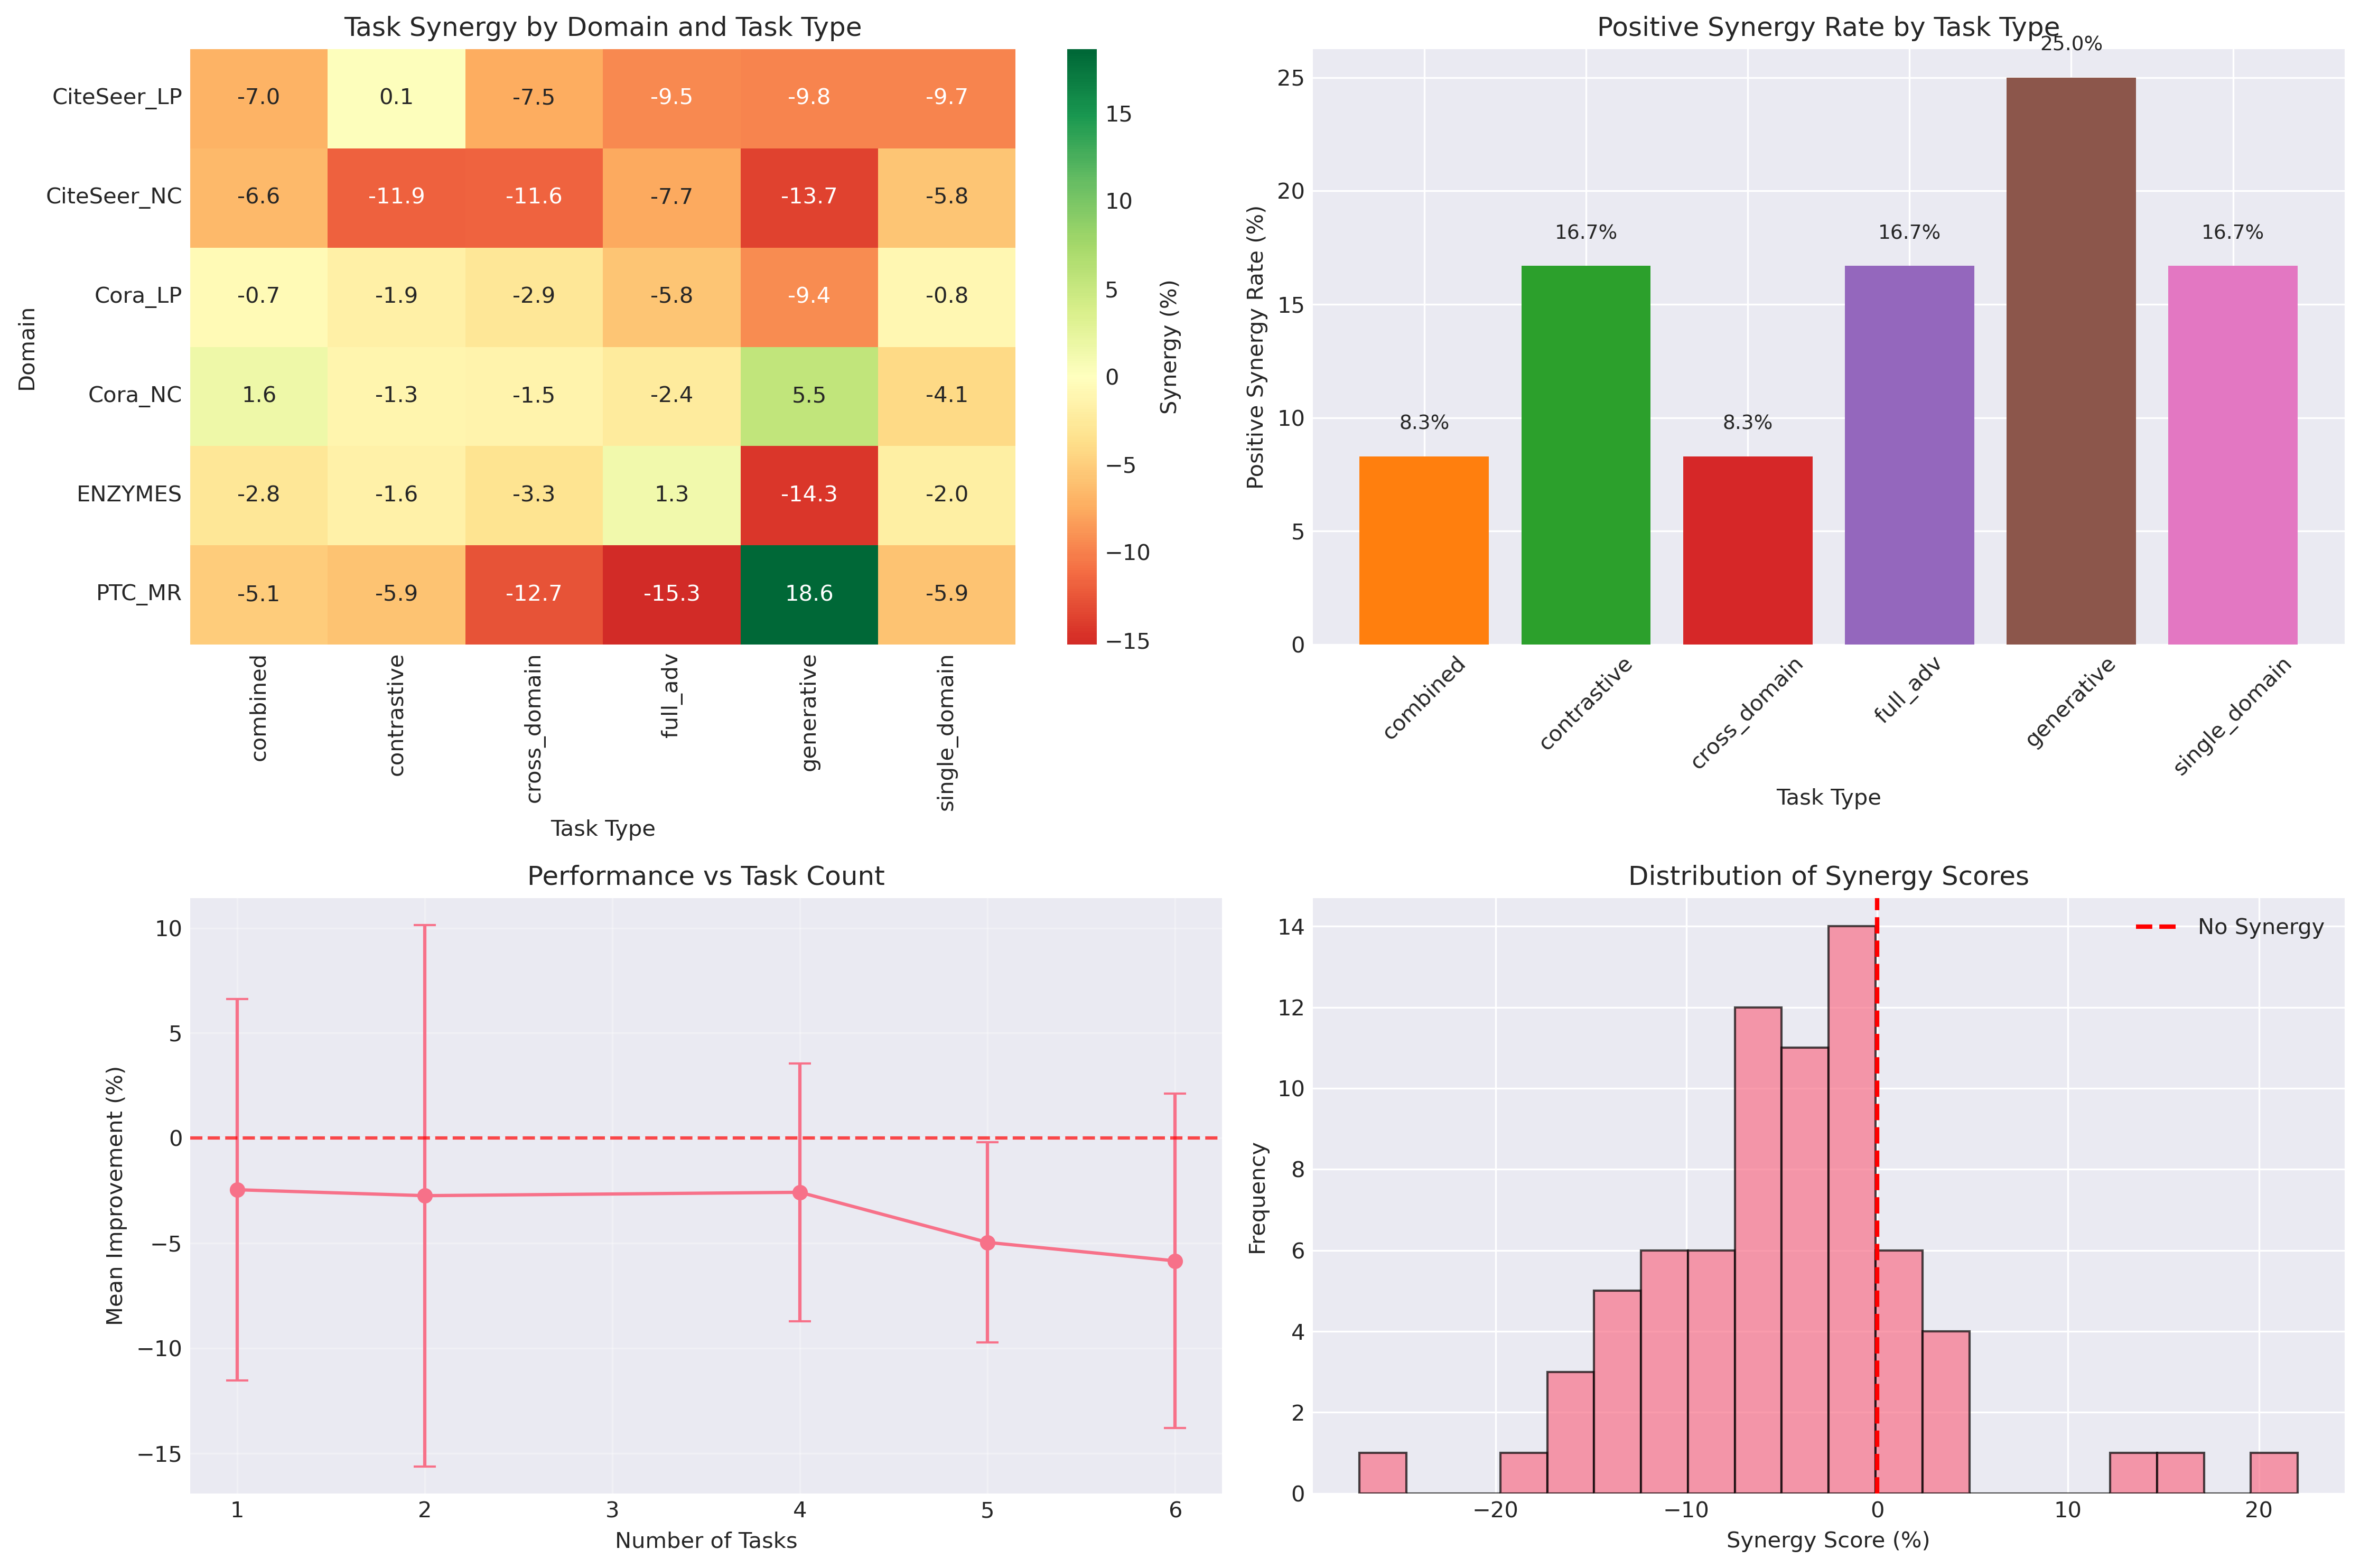 Task Synergy by Domain and Task Type
Domain
CiteSeer_LP -7.0 0.1 -7.5 -9.5 -9.8 -9.7
CiteSeer_NC -6.6 -11.9 -11.6 -7.7 -13.7 -5.8
Cora_LP -0.7 -1.9 -2.9 -5.8 -9.4 -0.8
Cora_NC 1.6 -1.3 -1.5 -2.4 5.5 -4.1
ENZYMES -2.8 -1.6 -3.3 1.3 -14.3 -2.0
PTC_MR -5.1 -5.9 -12.7 -15.3 18.6 -5.9
combined contrastive cross_domain full_adv generative single_domain
Task Type
15
10
5
0
−5
−10
−15
Synergy (%)
Positive Synergy Rate by Task Type
Positive Synergy Rate (%)
25
20
15
10
5
0
8.3% 16.7% 8.3% 16.7% 25.0% 16.7%
combined contrastive cross_domain full_adv generative single_domain
Task Type
Performance vs Task Count
Mean Improvement (%)
10
5
0
−5
−10
−15
1 2 3 4 5 6
Number of Tasks
Distribution of Synergy Scores
No Synergy
Frequency
14
12
10
8
6
4
2
0
−20 −10 0 10 20
Synergy Score (%)